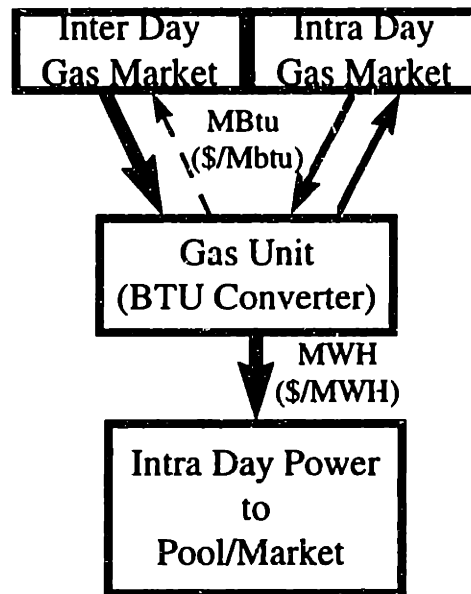 Inter Day
Gas Market
Intra Day
Gas Market
MBtu
($/Mbtu)
Gas Unit
(BTU Converter)
MWH
($/MWH)
Intra Day Power
to
Pool/Market